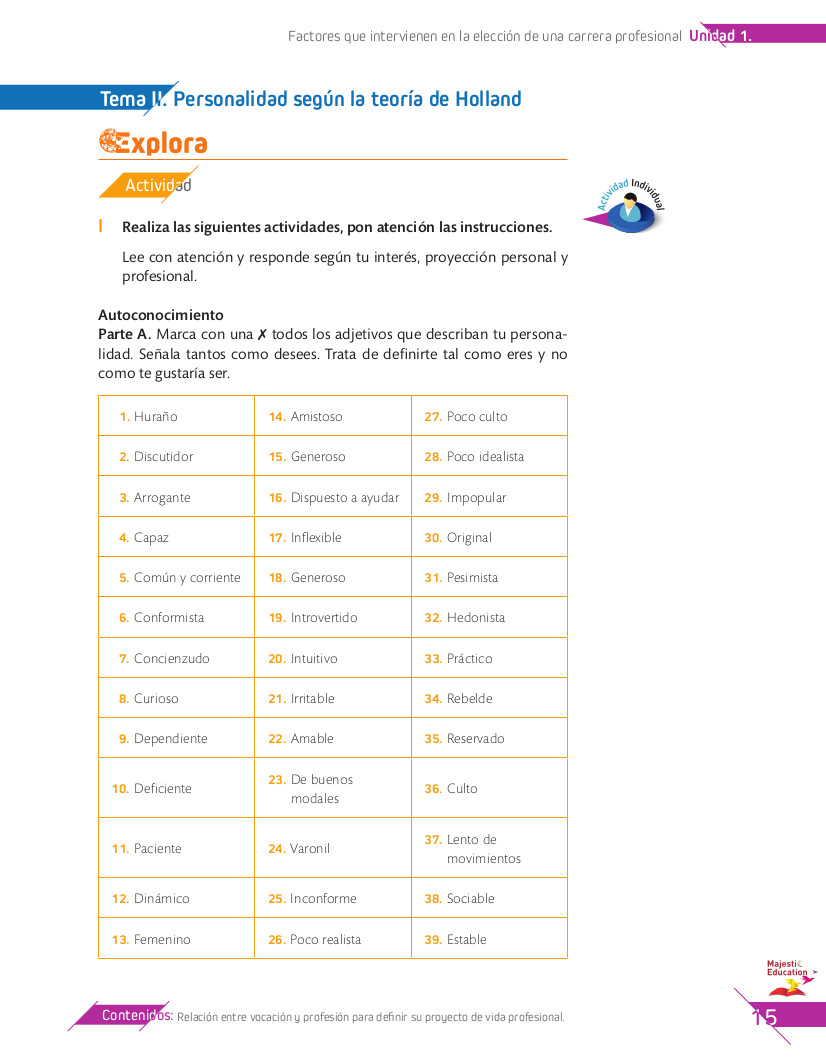 Factores que intervienen en la elección de una carrera profesional Unidad 1.
Tema II. Personalidad según la teoría de Holland
Explora
Actividad
Actividad Individual
I Realiza las siguientes actividades, pon atención las instrucciones.
Lee con atención y responde según tu interés, proyección personal y
profesional.
Autoconocimiento
Parte A. Marca con una ✗ todos los adjetivos que describan tu persona-
lidad. Señala tantos como desees. Trata de definirte tal como eres y no
como te gustaría ser.
1. Huraño 14. Amistoso 27. Poco culto
2. Discutidor 15. Generoso 28. Poco idealista
3. Arrogante 16. Dispuesto a ayudar 29. Impopular
4. Capaz 17. Inflexible 30. Original
5. Común y corriente 18. Generoso 31. Pesimista
6. Conformista 19. Introvertido 32. Hedonista
7. Concienzudo 20. Intuitivo 33. Práctico
8. Curioso 21. Irritable 34. Rebelde
9. Dependiente 22. Amable 35. Reservado
10. Deficiente 23. De buenos modales 36. Culto
11. Paciente 24. Varonil 37. Lento de movimientos
12. Dinámico 25. Inconforme 38. Sociable
13. Femenino 26. Poco realista 39. Estable
Majestic
Education
Contenidos: Relación entre vocación y profesión para definir su proyecto de vida profesional.
15